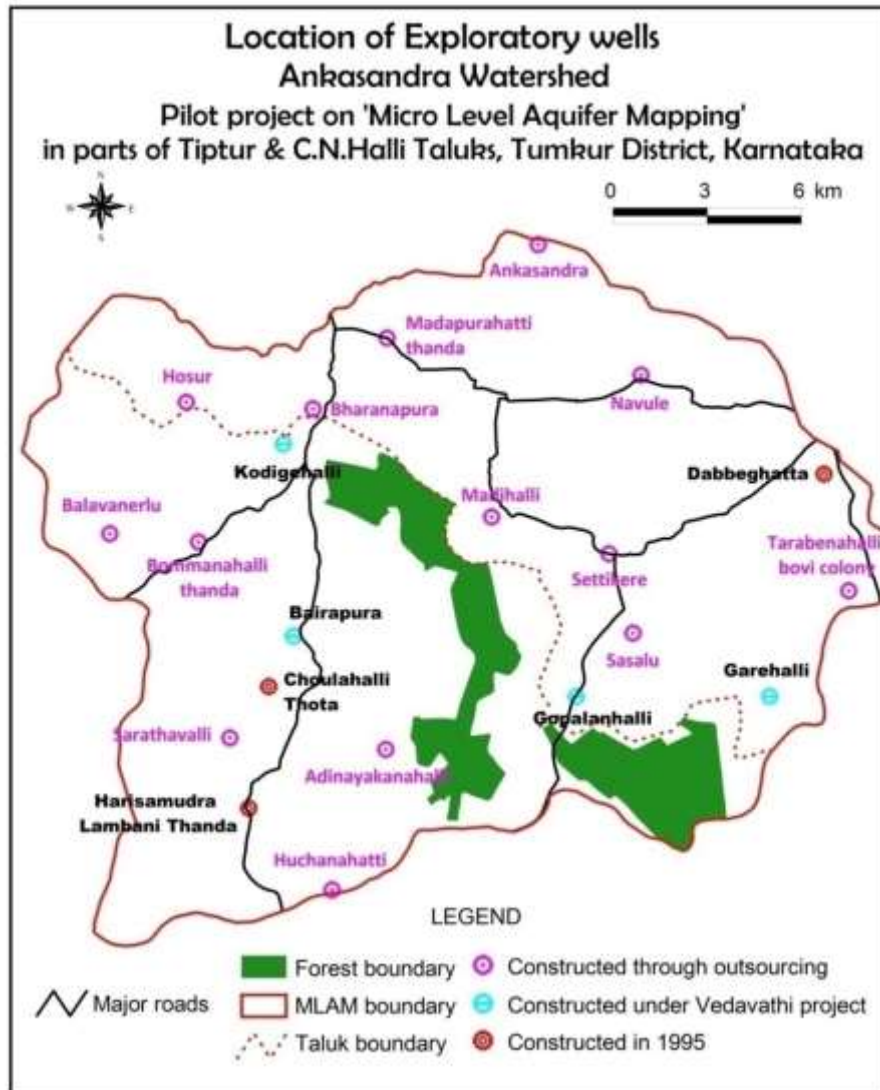 Location of Exploratory wells
Ankasandra Watershed
Pilot project on 'Micro Level Aquifer Mapping'
in parts of Tiptur & C.N.Halli Taluks, Tumkur District, Karnataka
N
W
E
S
0 3 6 km
Ankasandra
Madapurahatti
thanda
Hosur
Bharanapura
Navule
Kodigehalli
Dabbeghatta
Balavanerlu
Madihalli
Bommanahalli
thanda
Settikere
Tarabenahalli
bovi colony
Bairapura
Sasalu
Choulahalli
Thota
Garehalli
Gopalanhalli
Sarathavalli
Adinayakanahalli
Harisamudra
Lambani Thanda
Huchanahatti
LEGEND
Forest boundary
Constructed through outsourcing
Major roads
MLAM boundary
Constructed under Vedavathi project
Taluk boundary
Constructed in 1995